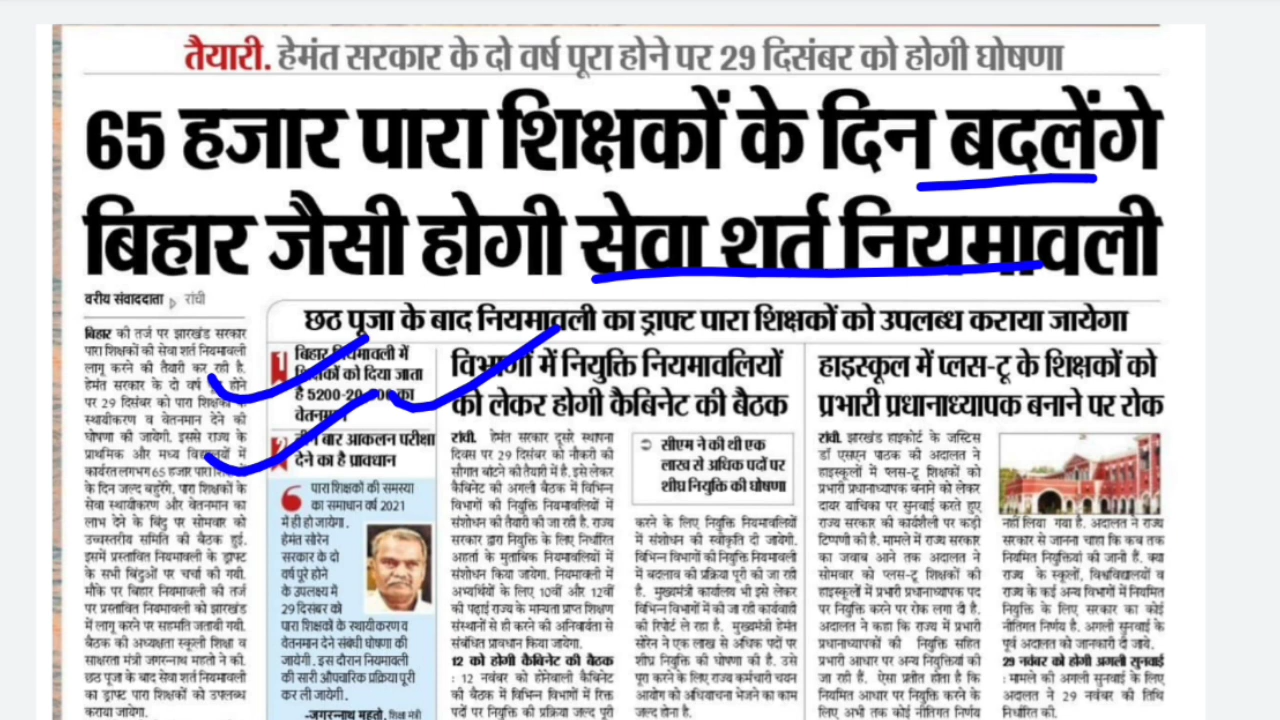 तैयारी. हेमंत सरकार के दो वर्ष पूरा होने पर 29 दिसंबर को होगी घोषणा
65 हजार पारा शिक्षकों के दिन बदलेंगे
बिहार जैसी होगी सेवा शर्त नियमावली
वरीय संवाददाता रांची
बिहार की तर्ज पर झारखंड सरकार
पारा शिक्षकों की सेवा शर्त नियमावली
लागू करने की तैयारी कर रही है.
हेमंत सरकार के दो वर्ष होने
पर 29 दिसंबर को पारा शिक्षकों
स्थायीकरण व वेतनमान देने की
घोषणा की जायेगी. इससे राज्य के
प्राथमिक और मध्य में
कार्यरत लगभग 65 हजार पारा
के दिन जल्द बहुरेंगे. पारा शिक्षकों के
सेवा स्थायीकरण और वेतनमान का
लाभ देने के बिंदु पर सोमवार को
उच्चस्तरीय समिति की बैठक हुई.
इसमें प्रस्तावित नियमावली के ड्राफ्ट
के सभी बिंदुओं पर चर्चा की गयी.
मौके पर बिहार नियमावली की तर्ज
पर प्रस्तावित नियमावली को झारखंड
में लागू करने पर सहमति जतायी गयी.
बैठक की अध्यक्षता स्कूली शिक्षा व
साक्षरता मंत्री जगरनाथ महतो ने की.
छठ पूजा के बाद सेवा शर्त नियमावली
का ड्राफ्ट पारा शिक्षकों को उपलब्ध
कराया जायेगा.
छठ पूजा के बाद नियमावली का ड्राफ्ट पारा शिक्षकों को उपलब्ध कराया जायेगा
1 बिहार नियमावली में
शिक्षकों को दिया जाता
है 5200-20 का
वेतनमान
2 तीन बार आकलन परीक्षा
देने का है प्रावधान
पारा शिक्षकों की समस्या
का समाधान वर्ष 2021
में ही हो जायेगा.
हेमंत सोरेन
सरकार के दो
वर्ष पूरे होने
के उपलक्ष्य में
29 दिसंबर को
पारा शिक्षकों के स्थायीकरण व
वेतनमान देने संबंधी घोषणा की
जायेगी. इस दौरान नियमावली
की सारी औपचारिक प्रक्रिया पूरी
कर ली जायेगी.
-जगरन्नाथ महतो, शिक्षा मंत्री
विभागों में नियुक्ति नियमावलियों
को लेकर होगी कैबिनेट की बैठक
रांची. हेमंत सरकार दूसरे स्थापना
दिवस पर 29 दिसंबर को नौकरी की
सौगात बांटने की तैयारी में है. इसे लेकर
कैबिनेट की अगली बैठक में विभिन्न
विभागों की नियुक्ति नियमावलियों में
संशोधन की तैयारी की जा रही है. राज्य
सरकार द्वारा नियुक्ति के लिए निर्धारित
अहर्ता के मुताबिक नियमावलियों में
संशोधन किया जायेगा. नियमावली में
अभ्यर्थियों के लिए 10वीं और 12वीं
की पढ़ाई राज्य के मान्यता प्राप्त शिक्षण
संस्थानों से ही करने की अनिवार्यता से
संबंधित प्रावधान किया जायेगा.
12 को होगी कैबिनेट की बैठक
: 12 नवंबर को होनेवाली कैबिनेट
की बैठक में विभिन्न विभागों में रिक्त
पदों पर नियुक्ति की प्रक्रिया जल्द पूरी
सीएम ने की थी एक
लाख से अधिक पदों पर
शीघ्र नियुक्ति की घोषणा
करने के लिए नियुक्ति नियमावलियों
में संशोधन की स्वीकृति दी जायेगी.
विभिन्न विभागों की नियुक्ति नियमावली
में बदलाव की प्रक्रिया पूरी की जा रही
है. मुख्यमंत्री कार्यालय भी इसे लेकर
विभिन्न विभागों में की जा रही कार्यवाही
की रिपोर्ट ले रहा है. मुख्यमंत्री हेमंत
सोरेन ने एक लाख से अधिक पदों पर
शीघ्र नियुक्ति की घोषणा की है. उसे
पूरा करने के लिए राज्य कर्मचारी चयन
आयोग को अधियाचना भेजने का काम
जल्द होना है.
हाइस्कूल में प्लस-टू के शिक्षकों को
प्रभारी प्रधानाध्यापक बनाने पर रोक
रांची. झारखंड हाइकोर्ट के जस्टिस
डॉ एसएन पाठक की अदालत ने
हाइस्कूलों में प्लस-टू शिक्षकों को
प्रभारी प्रधानाध्यापक बनाने को लेकर
दायर याचिका पर सुनवाई करते हुए
राज्य सरकार की कार्यशैली पर कड़ी
टिप्पणी की है. मामले में राज्य सरकार
का जवाब आने तक अदालत ने
सोमवार को प्लस-टू शिक्षकों की
हाइस्कूलों में प्रभारी प्रधानाध्यापक पद
पर नियुक्ति करने पर रोक लगा दी है.
अदालत ने कहा कि राज्य में प्रभारी
प्रधानाध्यापकों की नियुक्ति सहित
प्रभारी आधार पर अन्य नियुक्तियां की
जा रही हैं. ऐसा प्रतीत होता है कि
नियमित आधार पर नियुक्ति करने के
लिए अभी तक कोई नीतिगत निर्णय
नहीं लिया गया है. अदालत ने राज्य
सरकार से जानना चाहा कि कब तक
नियमित नियुक्तियां की जानी हैं. क्या
राज्य के स्कूलों, विश्वविद्यालयों व
राज्य के कई अन्य विभागों में नियमित
नियुक्ति के लिए सरकार का कोई
नीतिगत निर्णय है. अगली सुनवाई के
पूर्व अदालत को जानकारी दी जाये.
29 नवंबर को होगी अगली सुनवाई
: मामले की अगली सुनवाई के लिए
अदालत ने 29 नवंबर की तिथि
निर्धारित की.